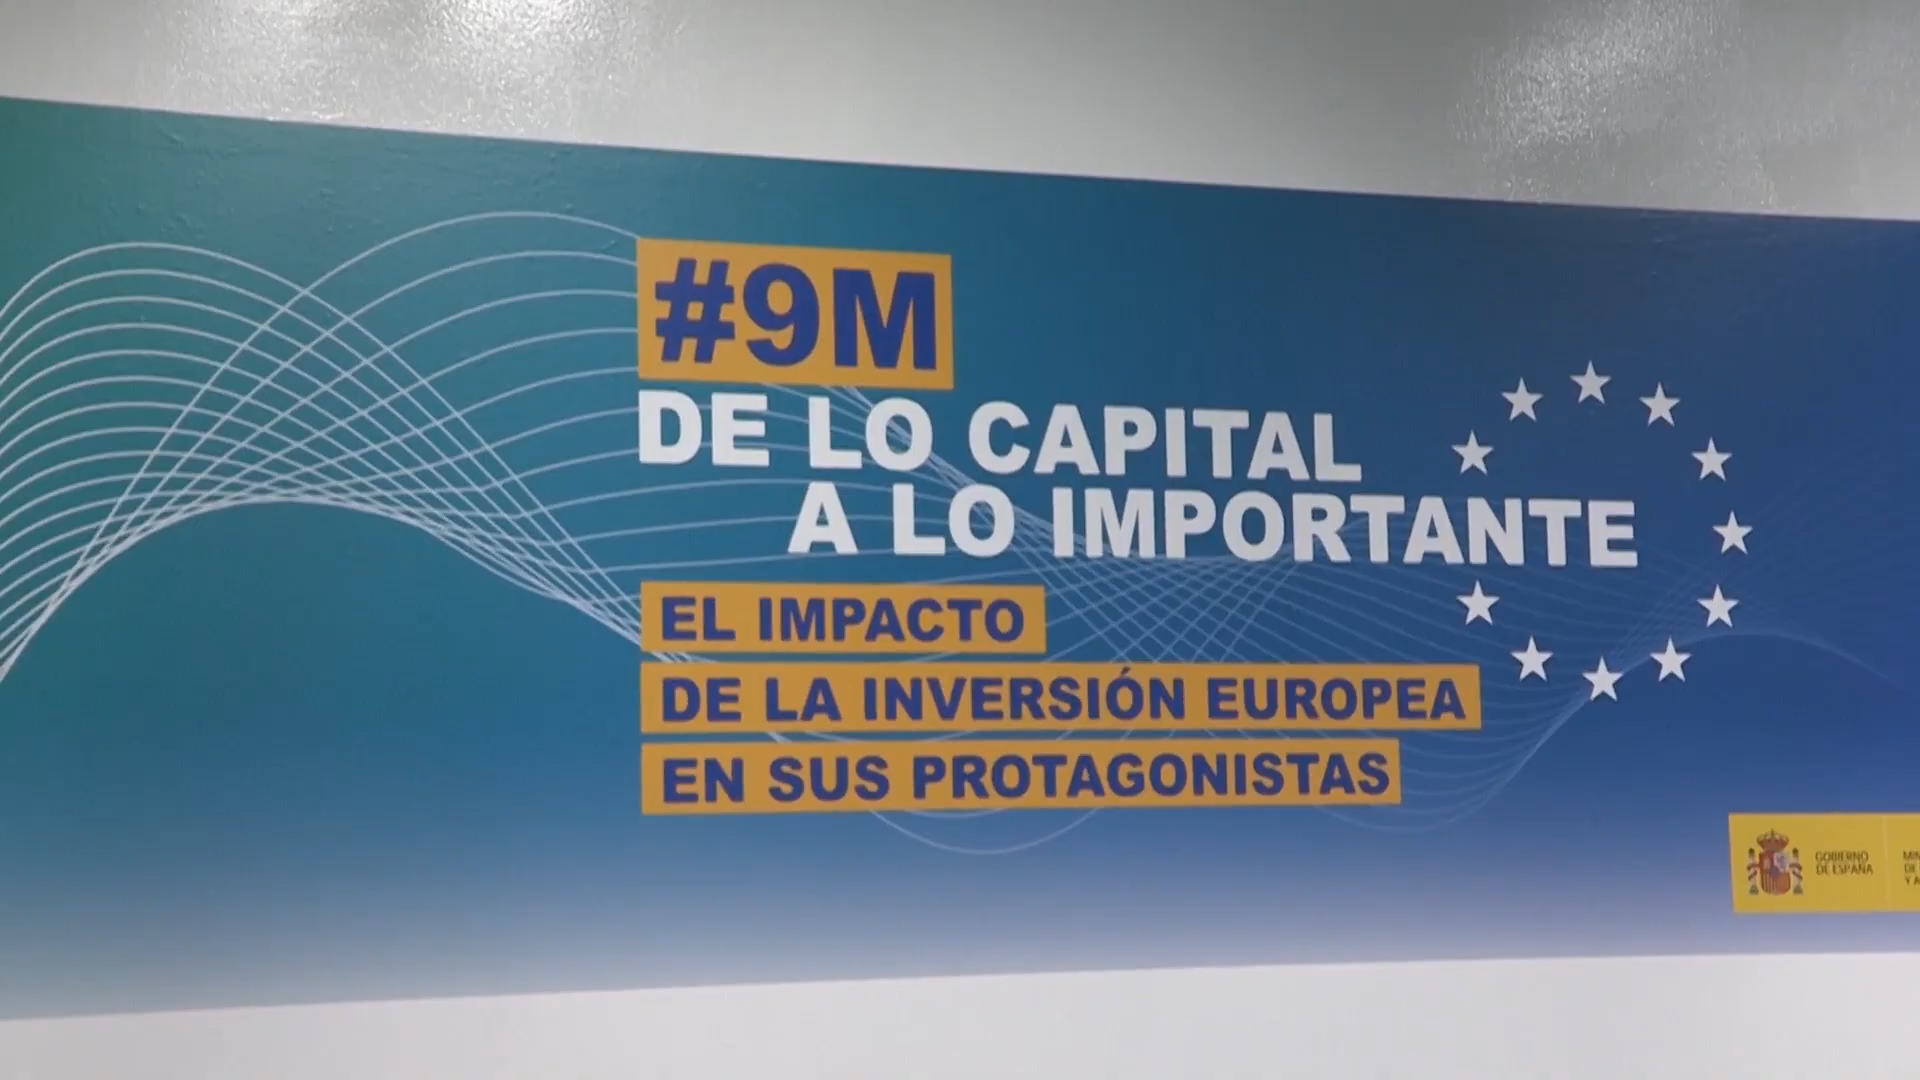 #9M
DE LO CAPITAL
A LO IMPORTANTE
EL IMPACTO
DE LA INVERSIÓN EUROPEA
EN SUS PROTAGONISTAS
GOBIERNO
DE ESPAÑA